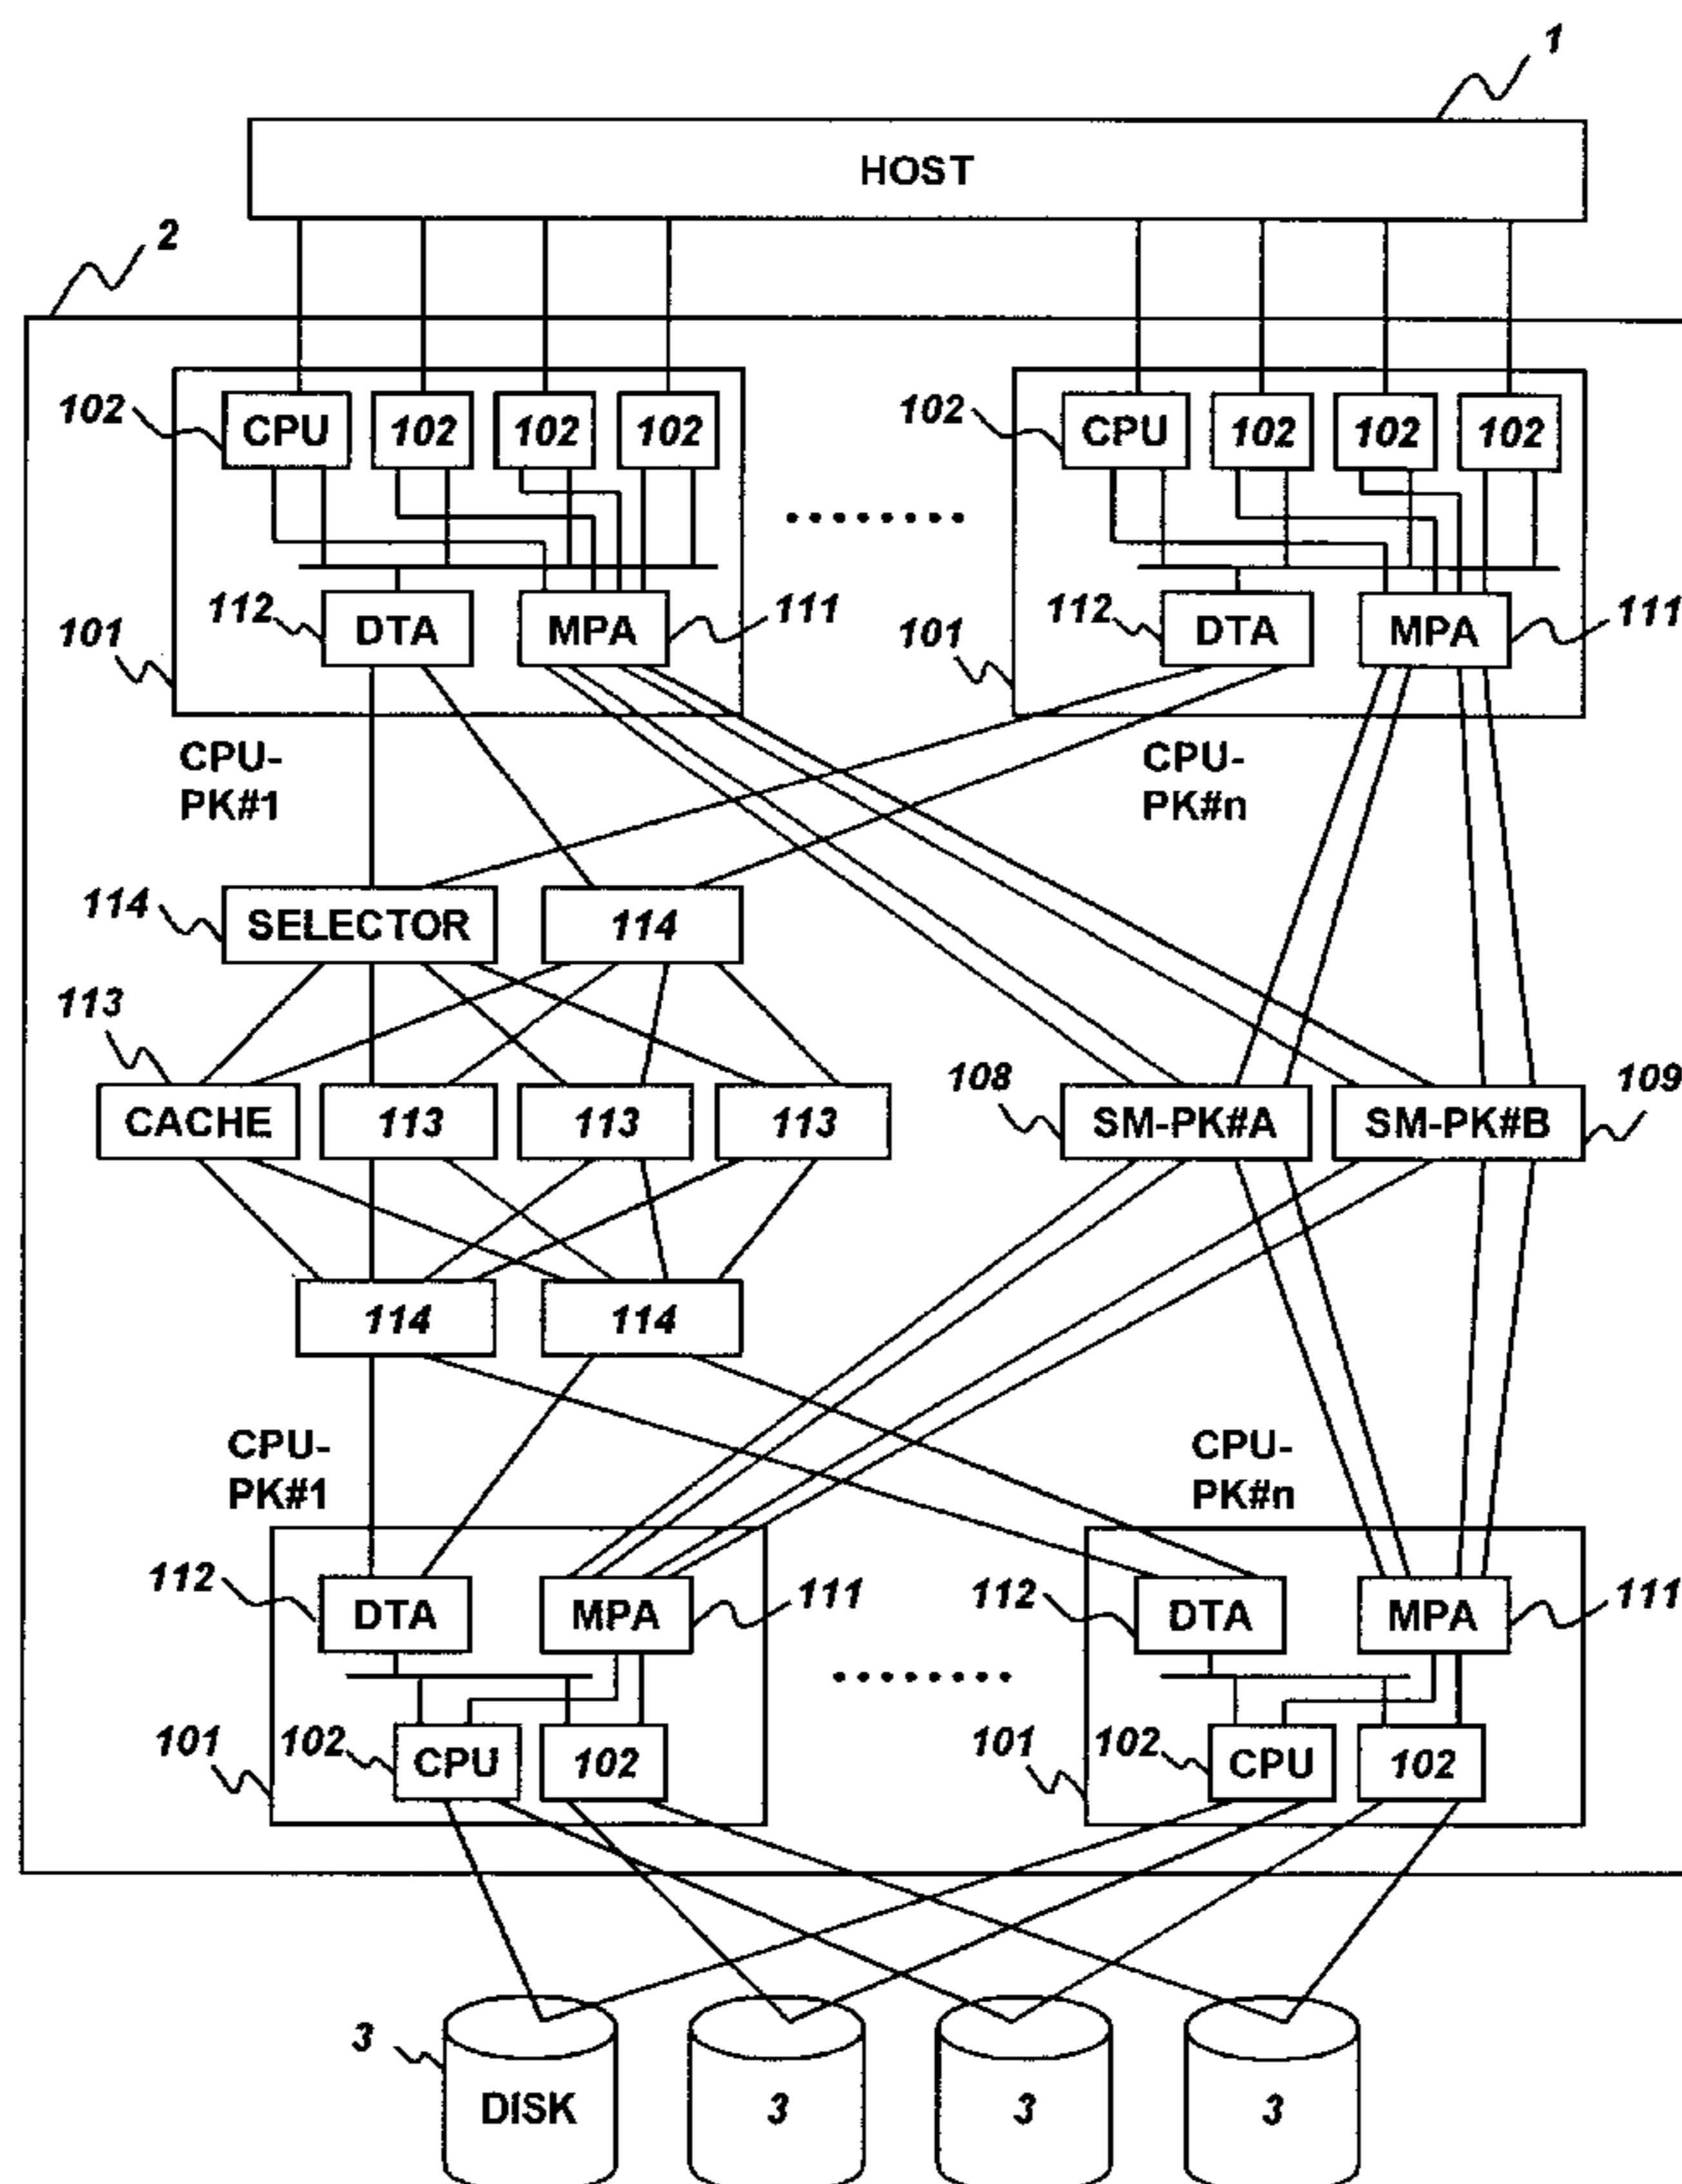 1
HOST
2
102 CPU 102 102 102
102 CPU 102 102 102
112 DTA MPA 111
101
112 DTA MPA 111
101
CPU-
PK#1
CPU-
PK#n
114 SELECTOR 114
113
CACHE 113 113 113
108 SM-PK#A SM-PK#B 109
114 114
CPU-
PK#1
CPU-
PK#n
112 DTA MPA 111
112 DTA MPA 111
101 102 CPU 102
101 102 CPU 102
3
DISK 3 3 3